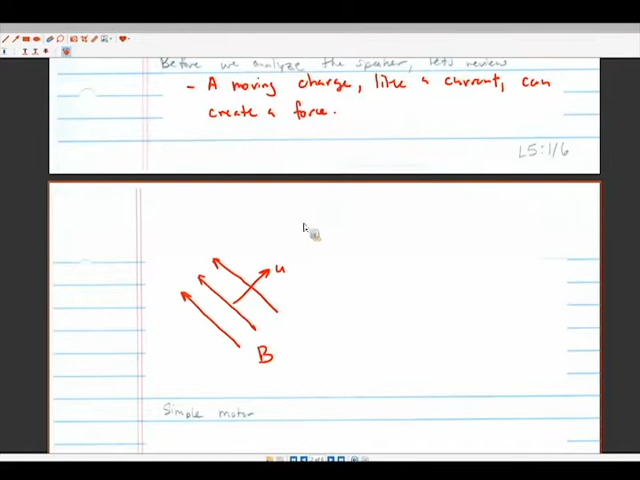 Before we analyze the speaker, lets review
- A moving charge, like a current, can
create a force.
L5:1/6
u
B
Simple motor